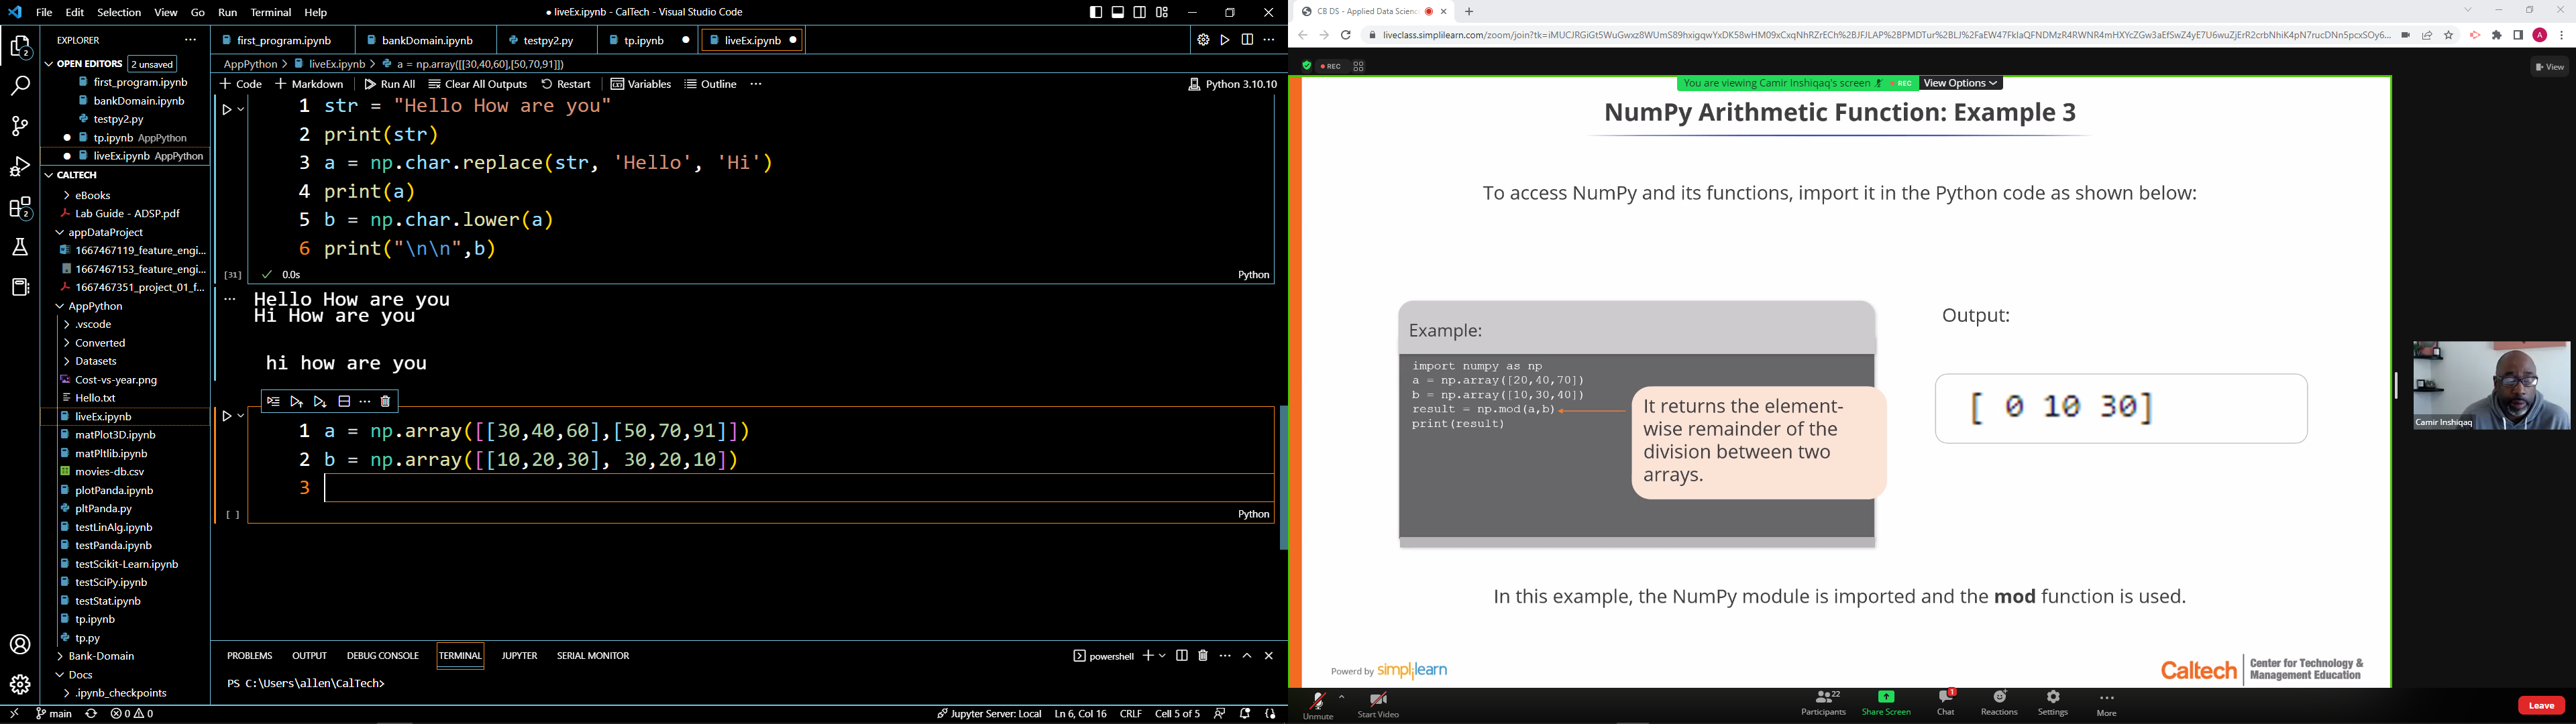 File Edit Selection View Go Run Terminal Help
● liveEx.ipynb - CalTech - Visual Studio Code
EXPLORER
OPEN EDITORS 2 unsaved
first_program.ipynb
bankDomain.ipynb
testpy2.py
tp.ipynb AppPython
liveEx.ipynb AppPython
CALTECH
eBooks
Lab Guide - ADSP.pdf
appDataProject
1667467119_feature_engi...
1667467153_feature_engi...
1667467351_project_01_f...
AppPython
.vscode
Converted
Datasets
Cost-vs-year.png
Hello.txt
liveEx.ipynb
matPlot3D.ipynb
matPltlib.ipynb
movies-db.csv
plotPanda.ipynb
pltPanda.py
testLinAlg.ipynb
testPanda.ipynb
testScikit-Learn.ipynb
testSciPy.ipynb
testStat.ipynb
tp.ipynb
tp.py
Bank-Domain
Docs
.ipynb_checkpoints
first_program.ipynb bankDomain.ipynb testpy2.py tp.ipynb ● liveEx.ipynb ●
AppPython > liveEx.ipynb > a = np.array([[30,40,60],[50,70,91]])
+ Code + Markdown Run All Clear All Outputs Restart Variables Outline ... Python 3.10.10
1 str = "Hello How are you"
2 print(str)
3 a = np.char.replace(str, 'Hello', 'Hi')
4 print(a)
5 b = np.char.lower(a)
6 print("\n\n",b)
[31] ✓ 0.0s Python
Hello How are you
Hi How are you
hi how are you
1 a = np.array([[30,40,60],[50,70,91]])
2 b = np.array([[10,20,30], 30,20,10])
3
[ ] Python
PROBLEMS OUTPUT DEBUG CONSOLE TERMINAL JUPYTER SERIAL MONITOR
powershell
PS C:\Users\allen\CalTech>
main 0 0 Jupyter Server: Local Ln 6, Col 16 CRLF Cell 5 of 5
CB DS - Applied Data Scienc
REC
View
You are viewing Camir Inshiqaq's screen REC View Options
NumPy Arithmetic Function: Example 3
To access NumPy and its functions, import it in the Python code as shown below:
Example:
import numpy as np
a = np.array([20,40,70])
b = np.array([10,30,40])
result = np.mod(a,b)
print(result)
It returns the element-
wise remainder of the
division between two
arrays.
Output:
[ 0 10 30]
In this example, the NumPy module is imported and the mod function is used.
Powerd by simplilearn
Caltech Center for Technology &
Management Education
Camir Inshiqaq
Unmute Start Video
22
1
Participants Share Screen Chat Reactions Settings More
Leave